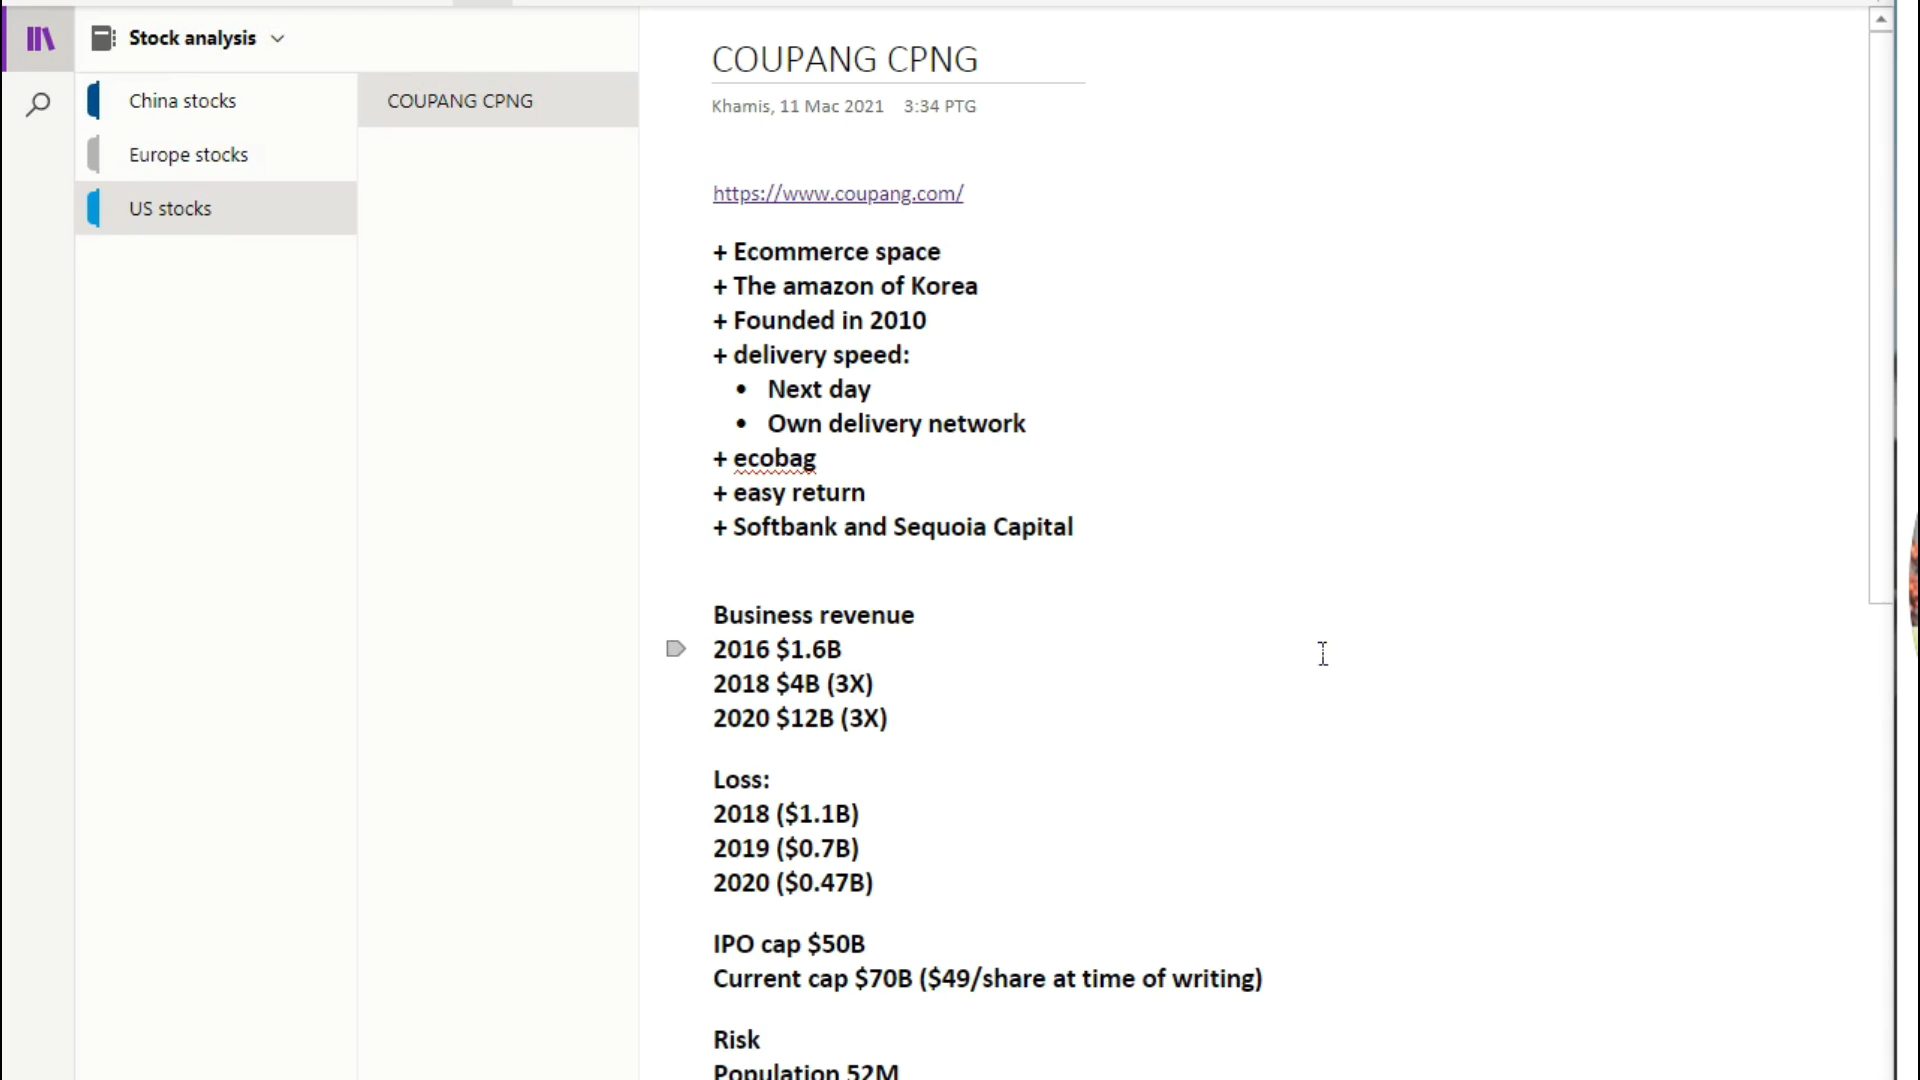 Stock analysis
China stocks
Europe stocks
US stocks
COUPANG CPNG
COUPANG CPNG
Khamis, 11 Mac 2021 3:34 PTG
https://www.coupang.com/
+ Ecommerce space
+ The amazon of Korea
+ Founded in 2010
+ delivery speed:
• Next day
• Own delivery network
+ ecobag
+ easy return
+ Softbank and Sequoia Capital
Business revenue
2016 $1.6B
2018 $4B (3X)
2020 $12B (3X)
Loss:
2018 ($1.1B)
2019 ($0.7B)
2020 ($0.47B)
IPO cap $50B
Current cap $70B ($49/share at time of writing)
Risk
Population 52M